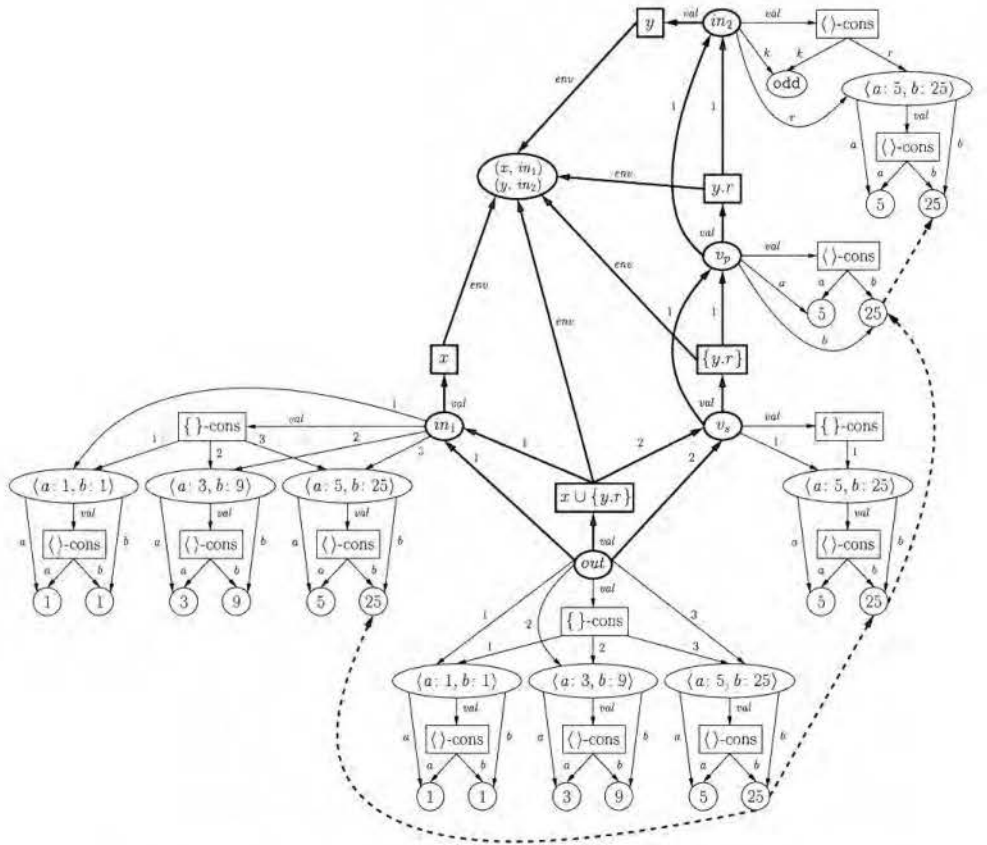 y val in₂ val ⟨⟩-cons
k k r
env odd
⟨a: 5, b: 25⟩
1 1 r val
a ⟨⟩-cons b
(x, in₁)
(y, in₂)
a b
env y.r 5 25
val
v_p val ⟨⟩-cons
env
a a b
env env 1 1 5 25
b
x {y.r}
1 val val
{ }-cons val in₁ v_s val { }-cons
1 2 3 2 3 1 2 1 1
1 2
⟨a: 1, b: 1⟩ ⟨a: 3, b: 9⟩ ⟨a: 5, b: 25⟩ x ∪ {y.r} ⟨a: 5, b: 25⟩
val val val val val
a ⟨⟩-cons b a ⟨⟩-cons b a ⟨⟩-cons b out a ⟨⟩-cons b
a b a b a b val a b
1 1 3 9 5 25 5 25
1 2 { }-cons 3
1 2 3
⟨a: 1, b: 1⟩ ⟨a: 3, b: 9⟩ ⟨a: 5, b: 25⟩
val val val
a ⟨⟩-cons b a ⟨⟩-cons b a ⟨⟩-cons b
a b a b a b
1 1 3 9 5 25